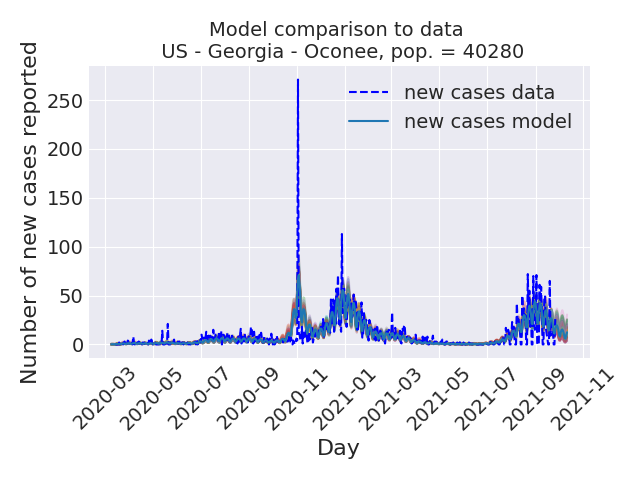 Model comparison to data
US - Georgia - Oconee, pop. = 40280
Number of new cases reported
250
200
150
100
50
0
new cases data
new cases model
2020-03
2020-05
2020-07
2020-09
2020-11
2021-01
2021-03
2021-05
2021-07
2021-09
2021-11
Day